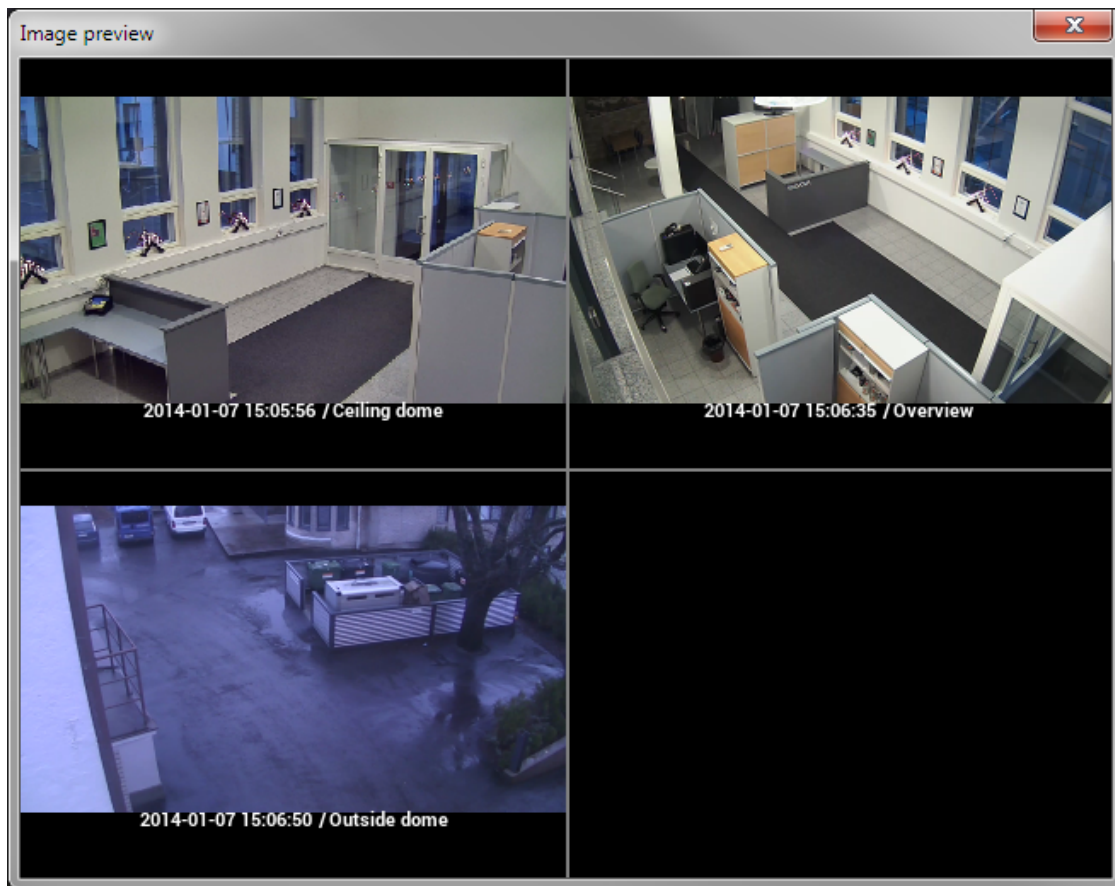 Image preview
2014-01-07 15:05:56 / Ceiling dome
2014-01-07 15:06:35 / Overview
2014-01-07 15:06:50 / Outside dome